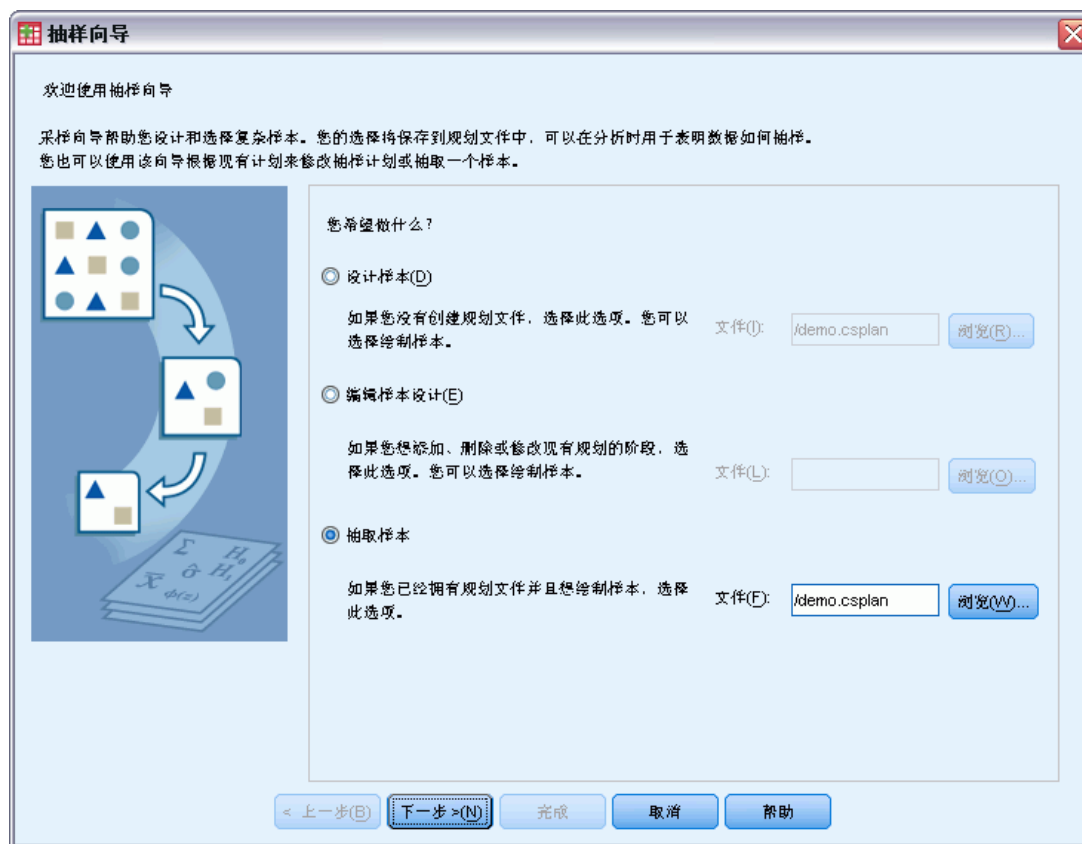 抽样向导
欢迎使用抽样向导
采样向导帮助您设计和选择复杂样本。您的选择将保存到规划文件中，可以在分析时用于表明数据如何抽样。
您也可以使用该向导根据现有计划来修改抽样计划或抽取一个样本。
您希望做什么?
设计样本(D)
如果您没有创建规划文件，选择此选项。您可以
选择绘制样本。
文件(I): /demo.csplan 浏览(R)...
编辑样本设计(E)
如果您想添加、删除或修改现有规划的阶段，选
择此选项。您可以选择绘制样本。
文件(L): 浏览(O)...
抽取样本
如果您已经拥有规划文件并且想绘制样本，选择
此选项。
文件(F): /demo.csplan 浏览(W)...
Σ H₀
x̄ σ̂ H₁
ϕ(z)
< 上一步(B) 下一步 >(N) 完成 取消 帮助